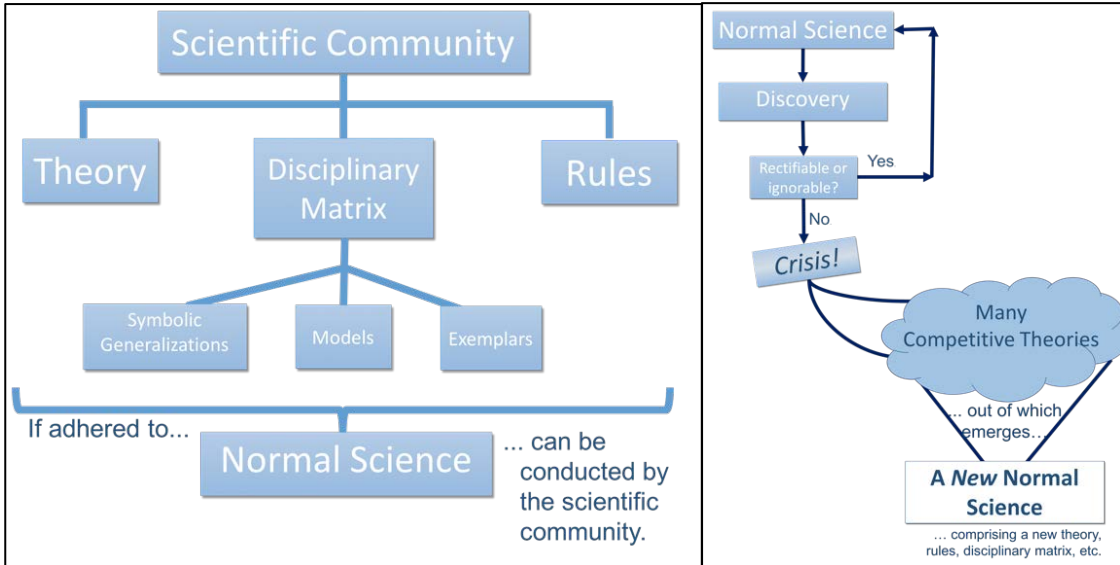 Scientific Community
Theory
Disciplinary
Matrix
Rules
Symbolic
Generalizations
Models
Exemplars
If adhered to...
Normal Science
... can be
conducted by
the scientific
community.
Normal Science
Discovery
Rectifiable or
ignorable?
Yes
No
Crisis!
Many
Competitive Theories
... out of which
emerges...
A New Normal
Science
... comprising a new theory,
rules, disciplinary matrix, etc.